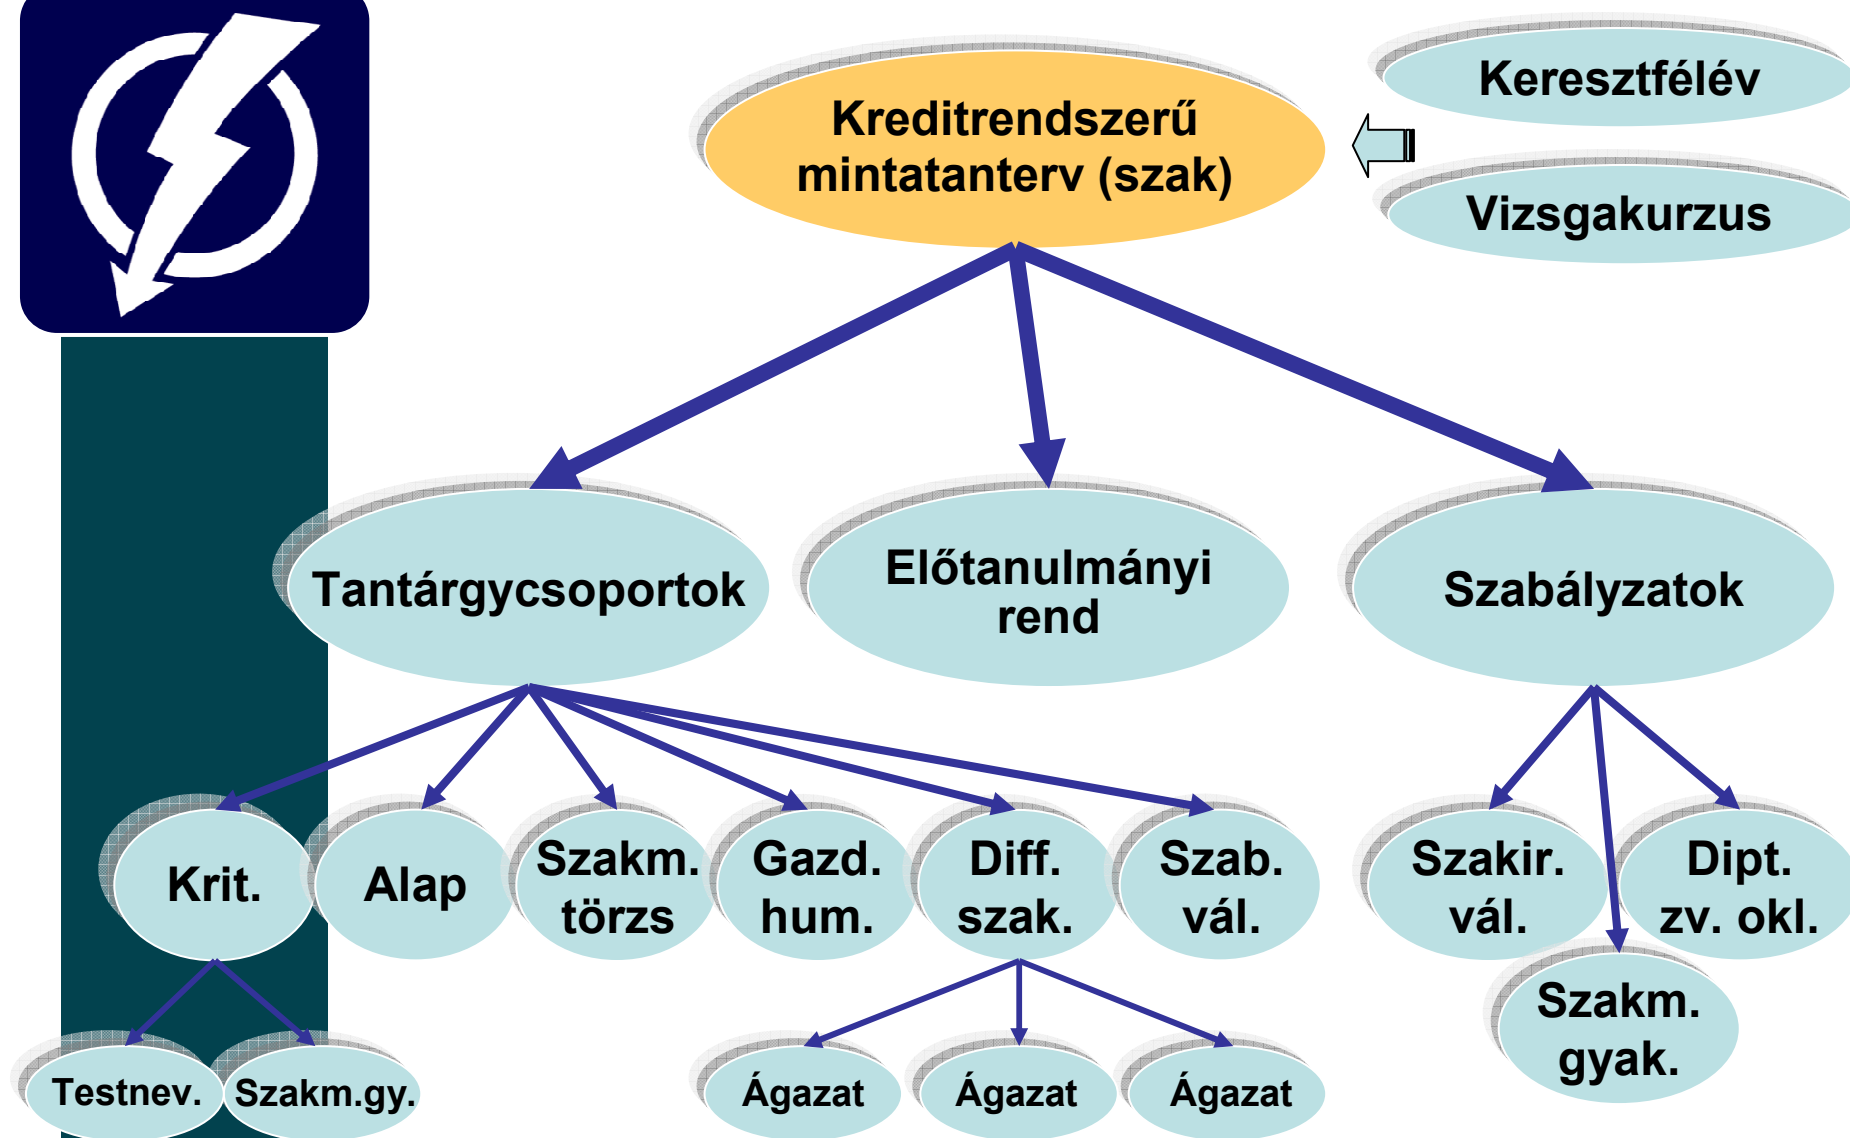 Kreditrendszerű
mintatanterv (szak)
Keresztfélév
Vizsgakurzus
Tantárgycsoportok
Előtanulmányi
rend
Szabályzatok
Krit.
Alap
Szakm.
törzs
Gazd.
hum.
Diff.
szak.
Szab.
vál.
Szakir.
vál.
Dipt.
zv. okl.
Szakm.
gyak.
Testnev.
Szakm.gy.
Ágazat
Ágazat
Ágazat